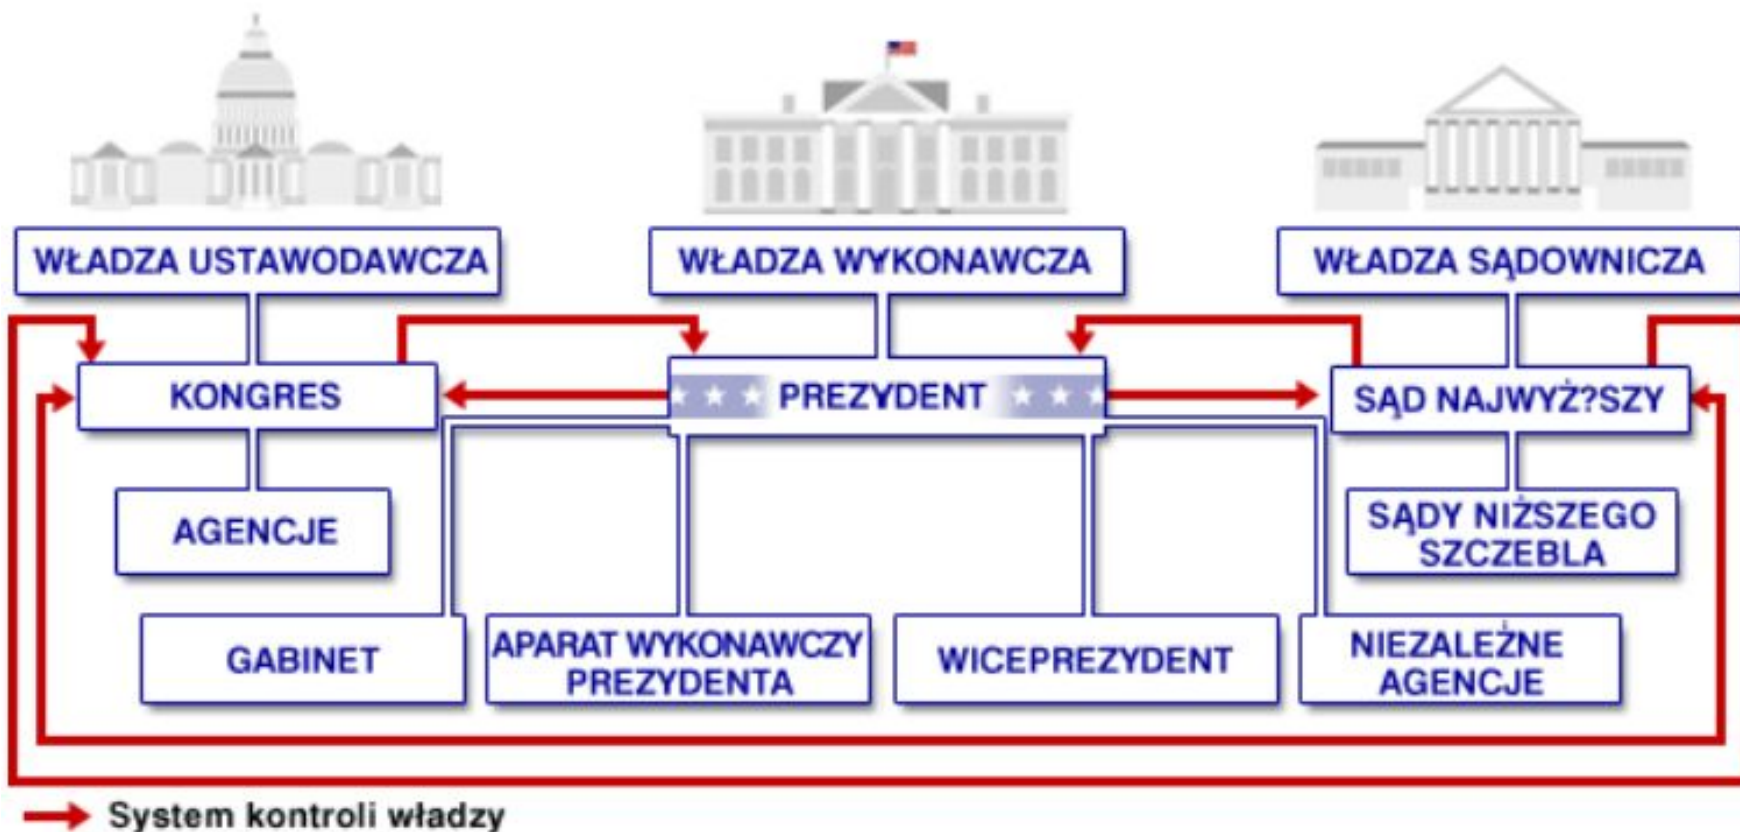 WŁADZA USTAWODAWCZA
WŁADZA WYKONAWCZA
WŁADZA SĄDOWNICZA
KONGRES
PREZYDENT
SĄD NAJWYŻ?SZY
AGENCJE
SĄDY NIŻSZEGO
SZCZEBLA
GABINET
APARAT WYKONAWCZY
PREZYDENTA
WICEPREZYDENT
NIEZALEŻNE
AGENCJE
System kontroli władzy